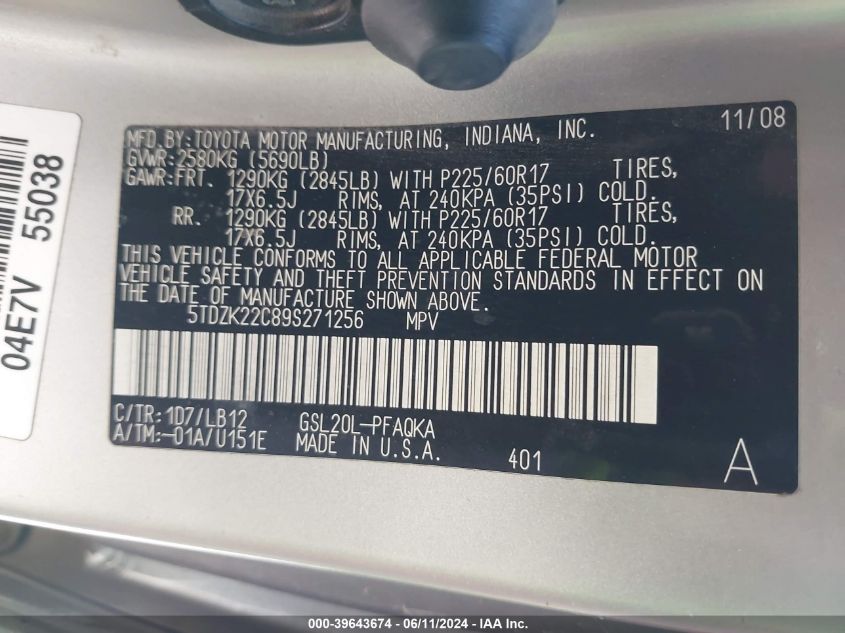 04E7V 55038
11/08
MFD. BY: TOYOTA MOTOR MANUFACTURING, INDIANA, INC.
GVWR: 2580KG (5690LB)
GAWR: FRT. 1290KG (2845LB) WITH P225/60R17 TIRES,
17X6.5J RIMS, AT 240KPA (35PSI) COLD.
RR. 1290KG (2845LB) WITH P225/60R17 TIRES,
17X6.5J RIMS, AT 240KPA (35PSI) COLD.
THIS VEHICLE CONFORMS TO ALL APPLICABLE FEDERAL MOTOR
VEHICLE SAFETY AND THEFT PREVENTION STANDARDS IN EFFECT ON
THE DATE OF MANUFACTURE SHOWN ABOVE.
5TDZK22C89S271256 MPV
C/TR: 1D7/LB12 GSL20L-PFAQKA
A/TM:-01A/U151E MADE IN U.S.A.
401
A
000-39643674 / 06/11/2024 - IAA Inc.